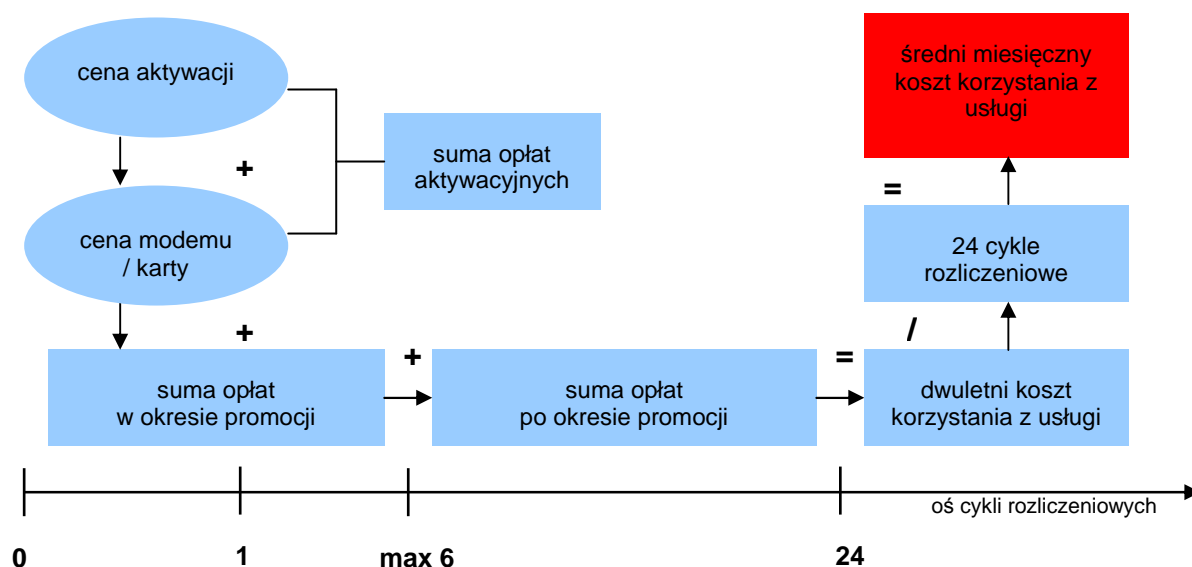 cena aktywacji
+
suma opłat
aktywacyjnych
cena modemu
/ karty
+
suma opłat
w okresie promocji
+
suma opłat
po okresie promocji
=
dwuletni koszt
korzystania z usługi
/
24 cykle
rozliczeniowe
=
średni miesięczny
koszt korzystania z
usługi
oś cykli rozliczeniowych
0
1
max 6
24